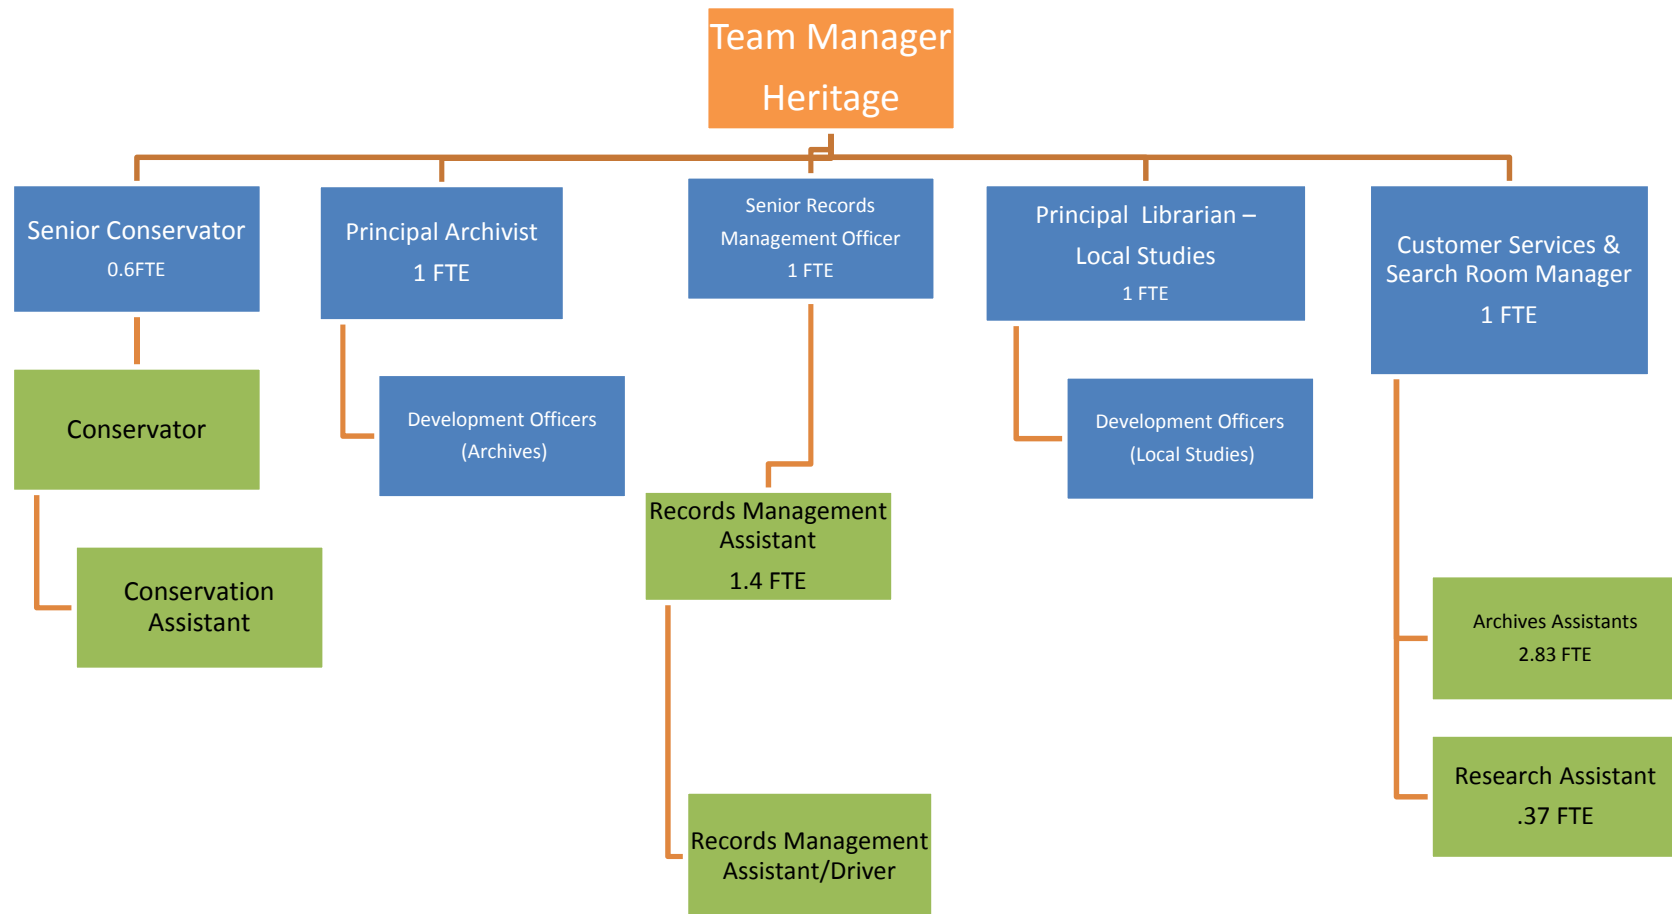 Team Manager
Heritage
Senior Conservator
0.6FTE
Principal Archivist
1 FTE
Senior Records
Management Officer
1 FTE
Principal Librarian –
Local Studies
1 FTE
Customer Services &
Search Room Manager
1 FTE
Conservator
Development Officers
(Archives)
Development Officers
(Local Studies)
Records Management
Assistant
1.4 FTE
Conservation
Assistant
Archives Assistants
2.83 FTE
Research Assistant
.37 FTE
Records Management
Assistant/Driver